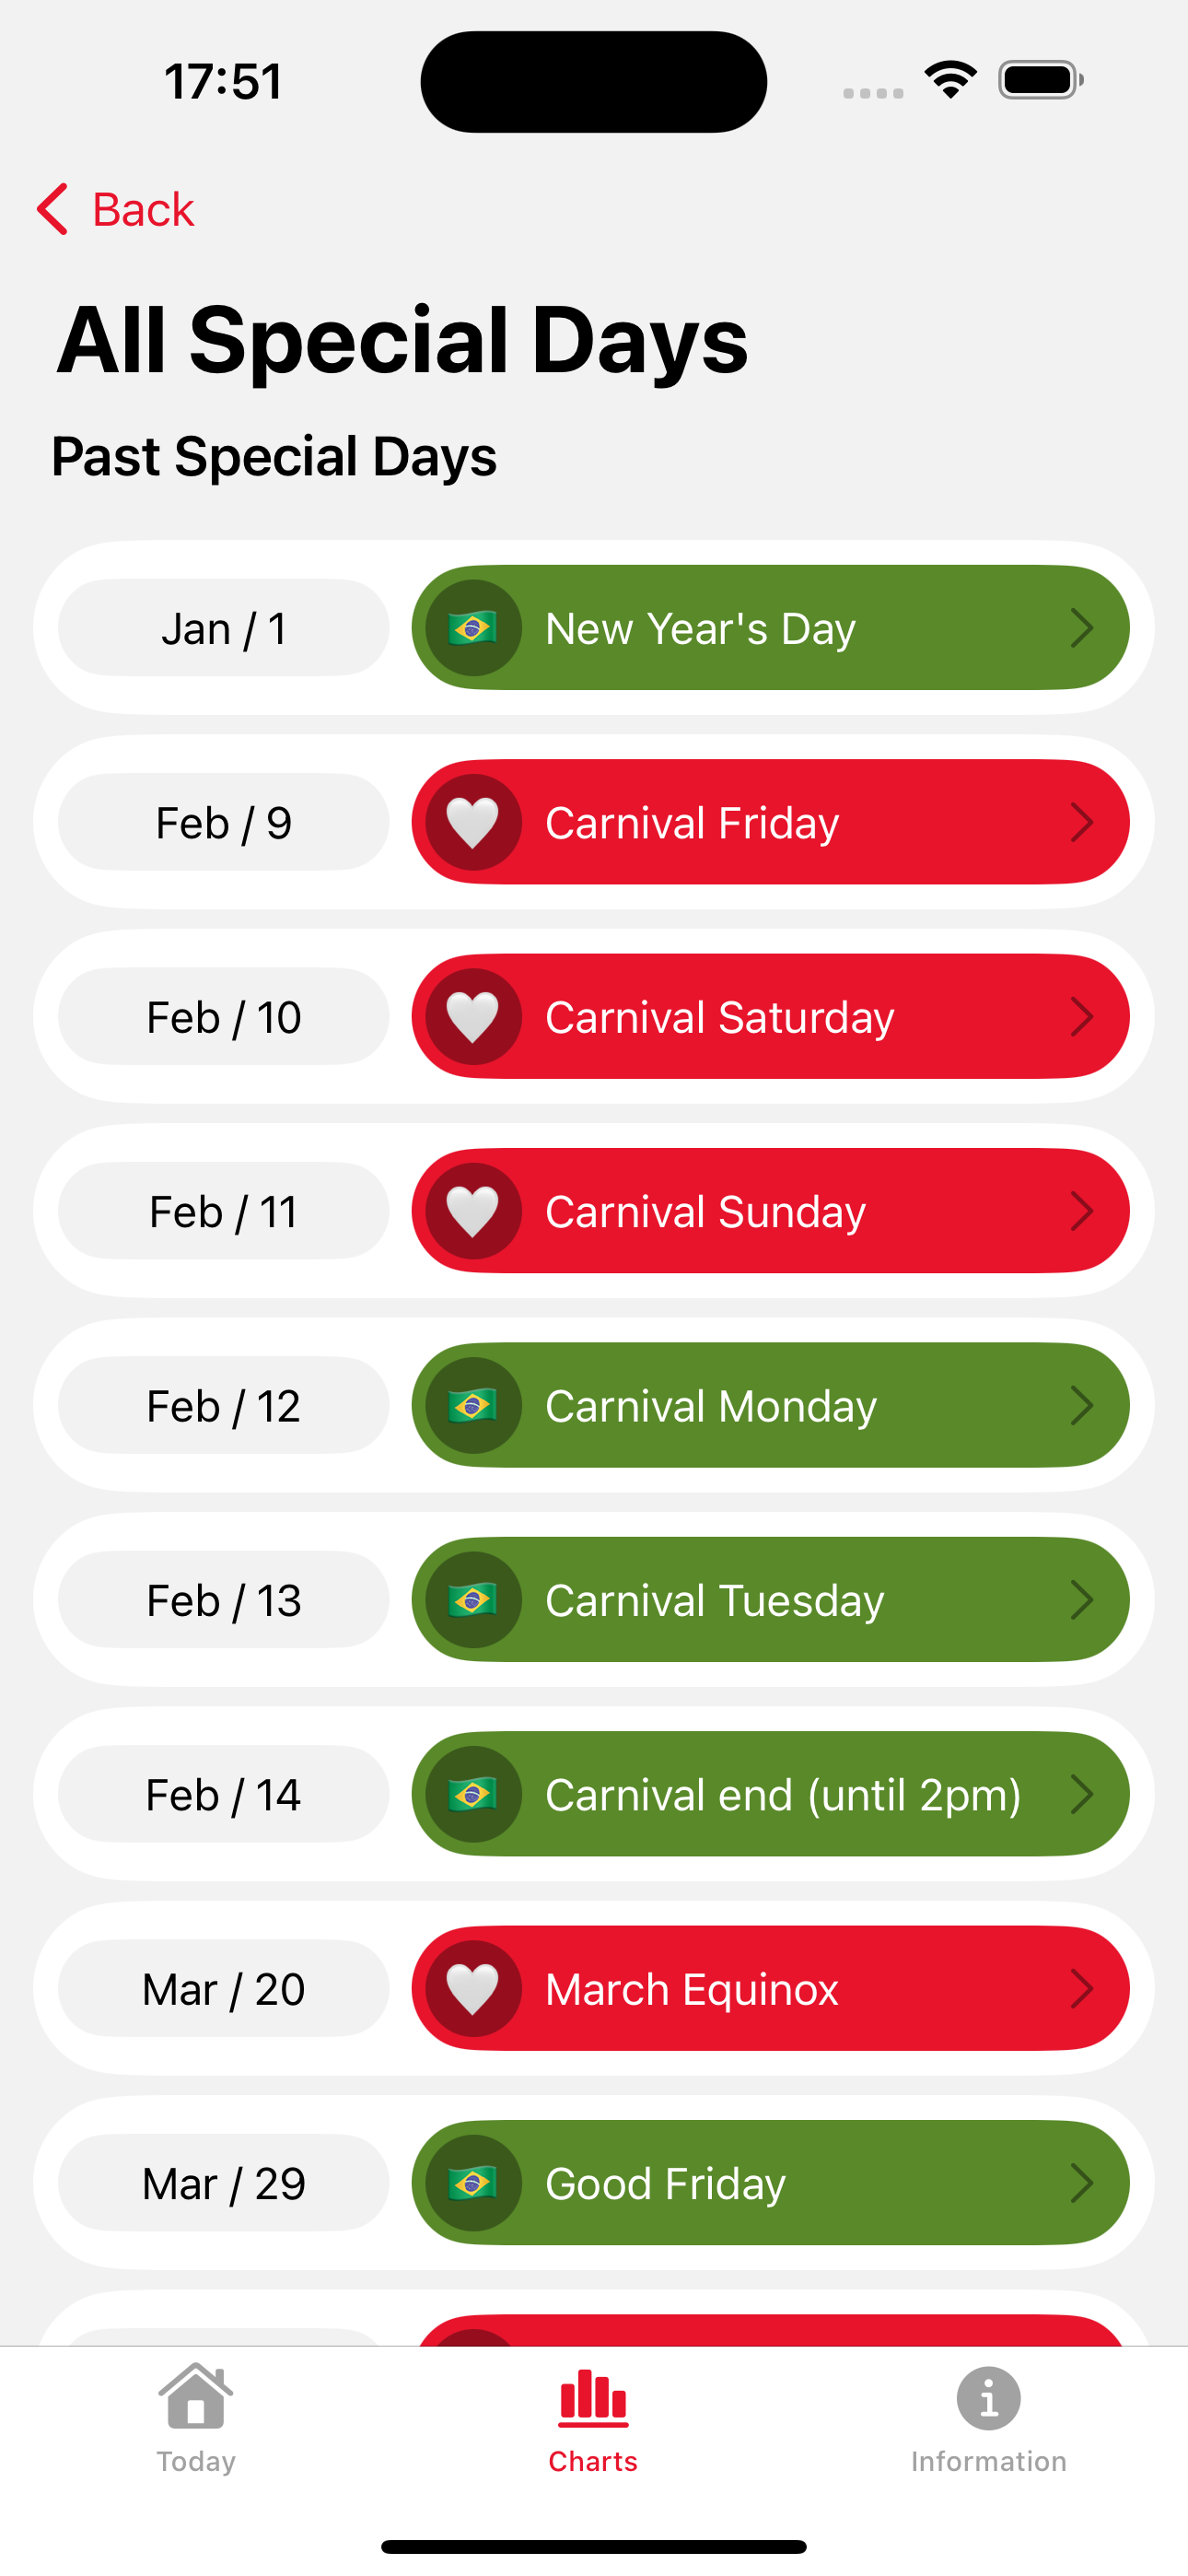 17:51
Back
All Special Days
Past Special Days
Jan / 1
New Year's Day
Feb / 9
Carnival Friday
Feb / 10
Carnival Saturday
Feb / 11
Carnival Sunday
Feb / 12
Carnival Monday
Feb / 13
Carnival Tuesday
Feb / 14
Carnival end (until 2pm)
Mar / 20
March Equinox
Mar / 29
Good Friday
Today
Charts
Information